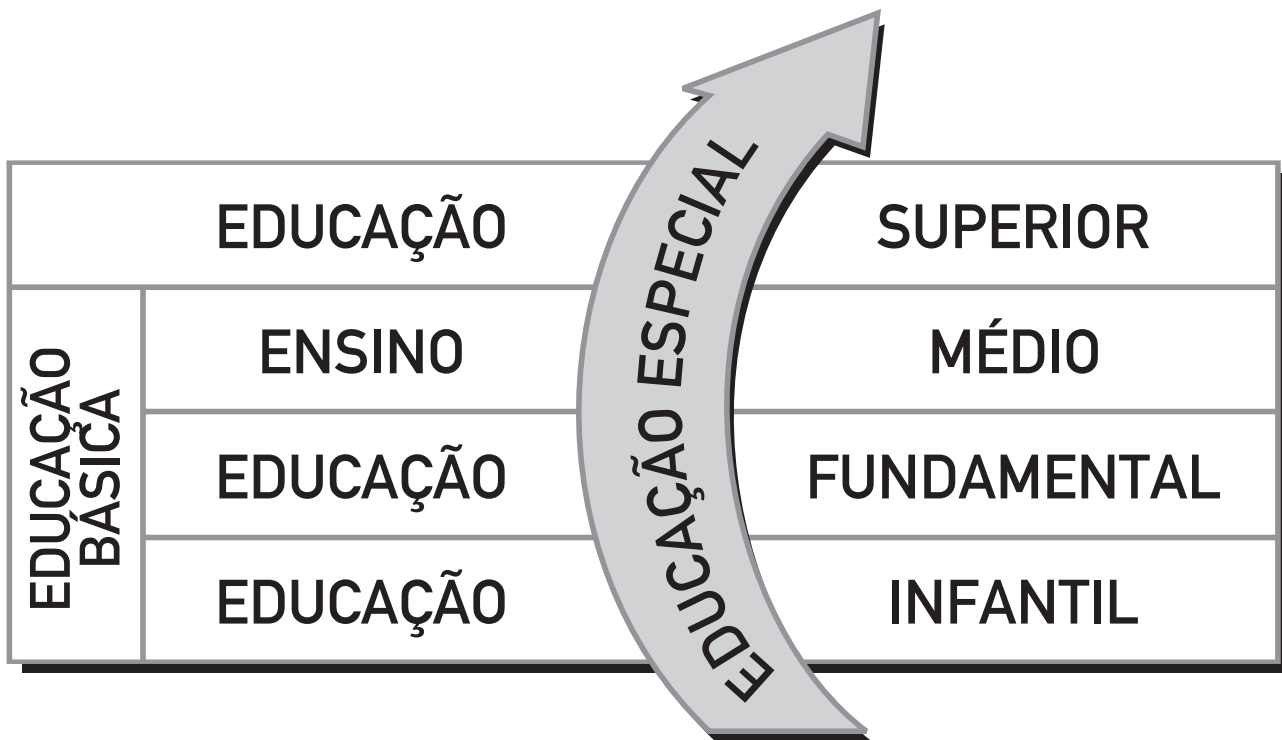 EDUCAÇÃO SUPERIOR
EDUCAÇÃO
BÁSICA
ENSINO MÉDIO
EDUCAÇÃO FUNDAMENTAL
EDUCAÇÃO INFANTIL
EDUCAÇÃO ESPECIAL